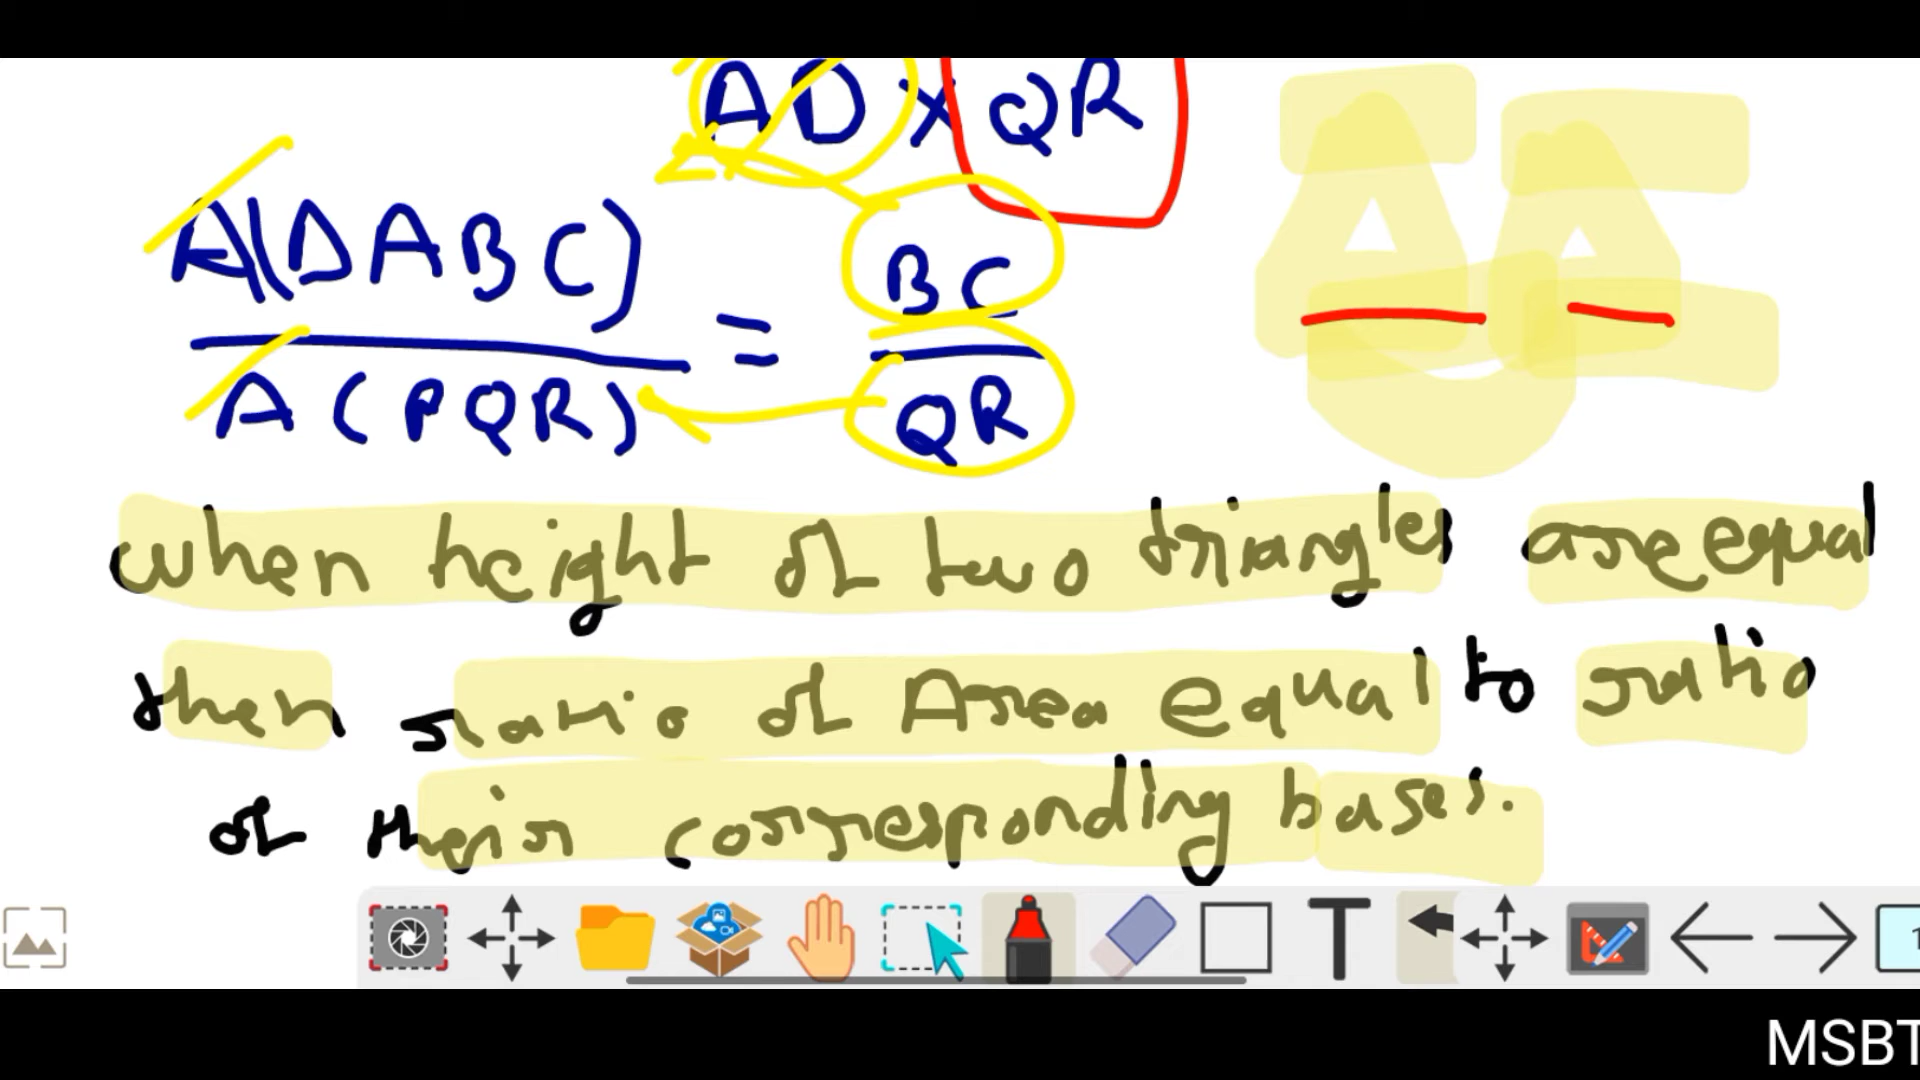 AD × QR
A(ΔABC) = BC
A(PQR) QR
when height of two triangles are equal
then ratio of Area equal to ratio
of their corresponding bases.
T
1
MSBT